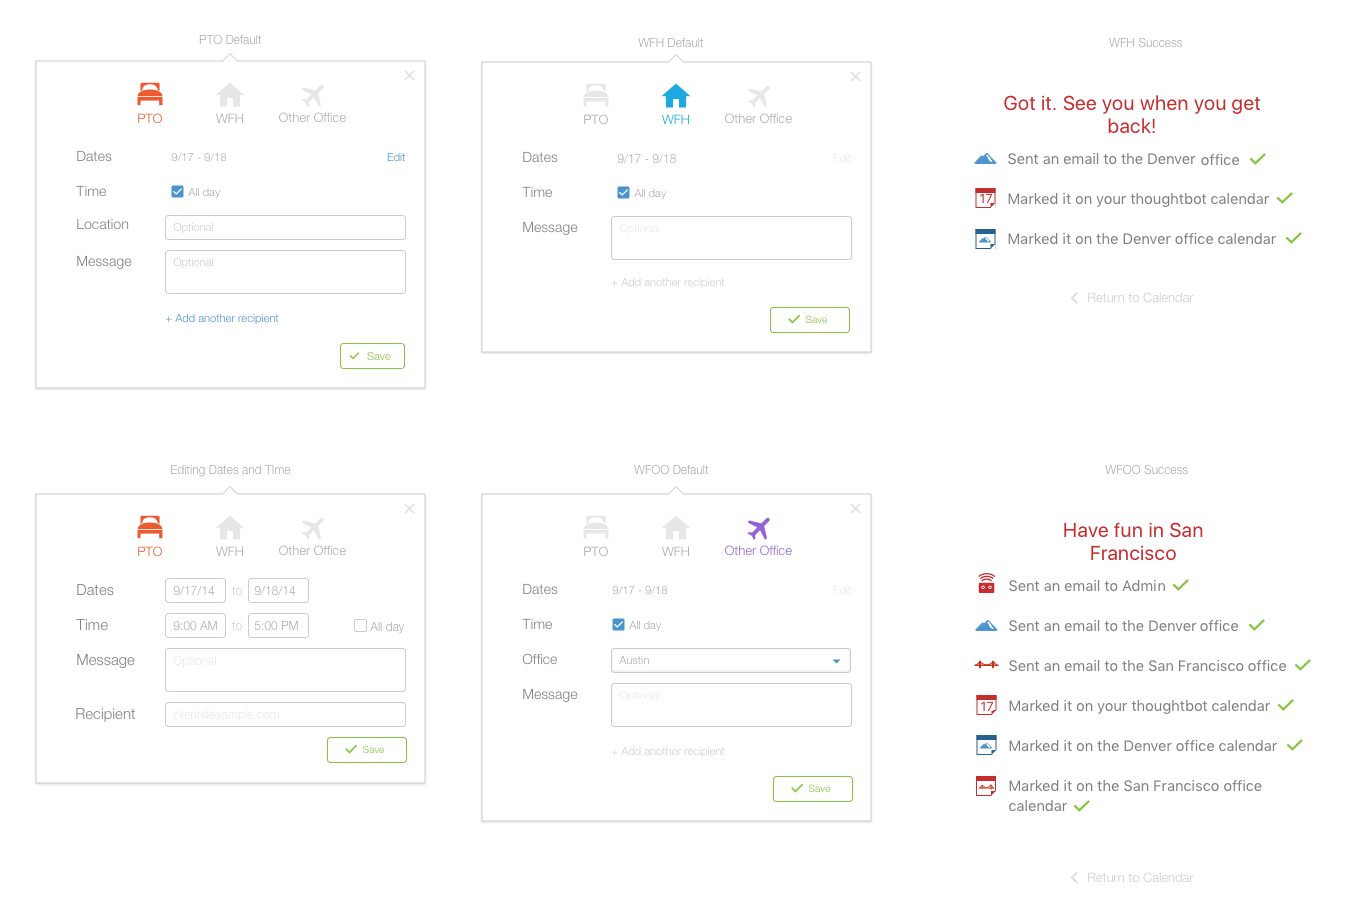 PTO Default
PTO
WFH
Other Office
Dates 9/17 - 9/18 Edit
Time All day
Location Optional
Message Optional
+ Add another recipient
Save
WFH Default
PTO
WFH
Other Office
Dates 9/17 - 9/18 Edit
Time All day
Message Optional
+ Add another recipient
Save
WFH Success
Got it. See you when you get
back!
Sent an email to the Denver office
17 Marked it on your thoughtbot calendar
Marked it on the Denver office calendar
Return to Calendar
Editing Dates and TIme
PTO
WFH
Other Office
Dates 9/17/14 to 9/18/14
Time 9:00 AM to 5:00 PM All day
Message Optional
Recipient client@example.com
Save
WFOO Default
PTO
WFH
Other Office
Dates 9/17 - 9/18 Edit
Time All day
Office Austin
Message Optional
+ Add another recipient
Save
WFOO Success
Have fun in San
Francisco
Sent an email to Admin
Sent an email to the Denver office
Sent an email to the San Francisco office
17 Marked it on your thoughtbot calendar
Marked it on the Denver office calendar
Marked it on the San Francisco office
calendar
Return to Calendar